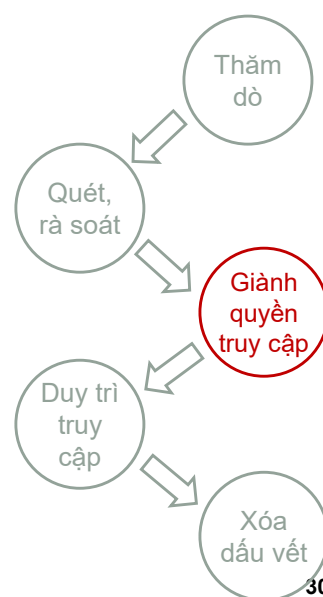 Thăm
dò
Quét,
rà soát
Giành
quyền
truy cập
Duy trì
truy
cập
Xóa
dấu vết
30